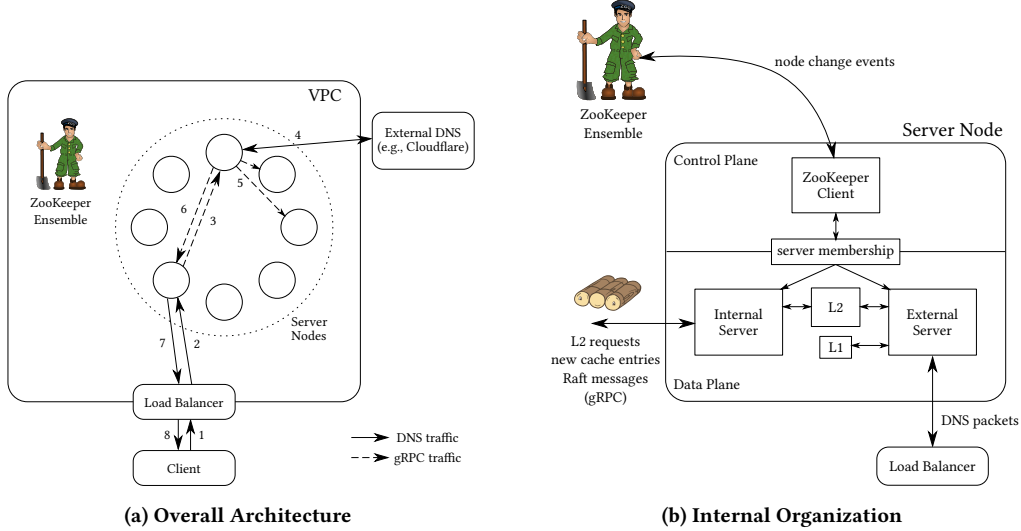 VPC
ZooKeeper
Ensemble
4
External DNS
(e.g., Cloudflare)
5
6
3
Server
Nodes
7
2
Load Balancer
8
1
Client
DNS traffic
gRPC traffic
(a) Overall Architecture
node change events
ZooKeeper
Ensemble
Server Node
Control Plane
ZooKeeper
Client
server membership
Internal
Server
L2
External
Server
L1
L2 requests
new cache entries
Raft messages
(gRPC)
Data Plane
DNS packets
Load Balancer
(b) Internal Organization